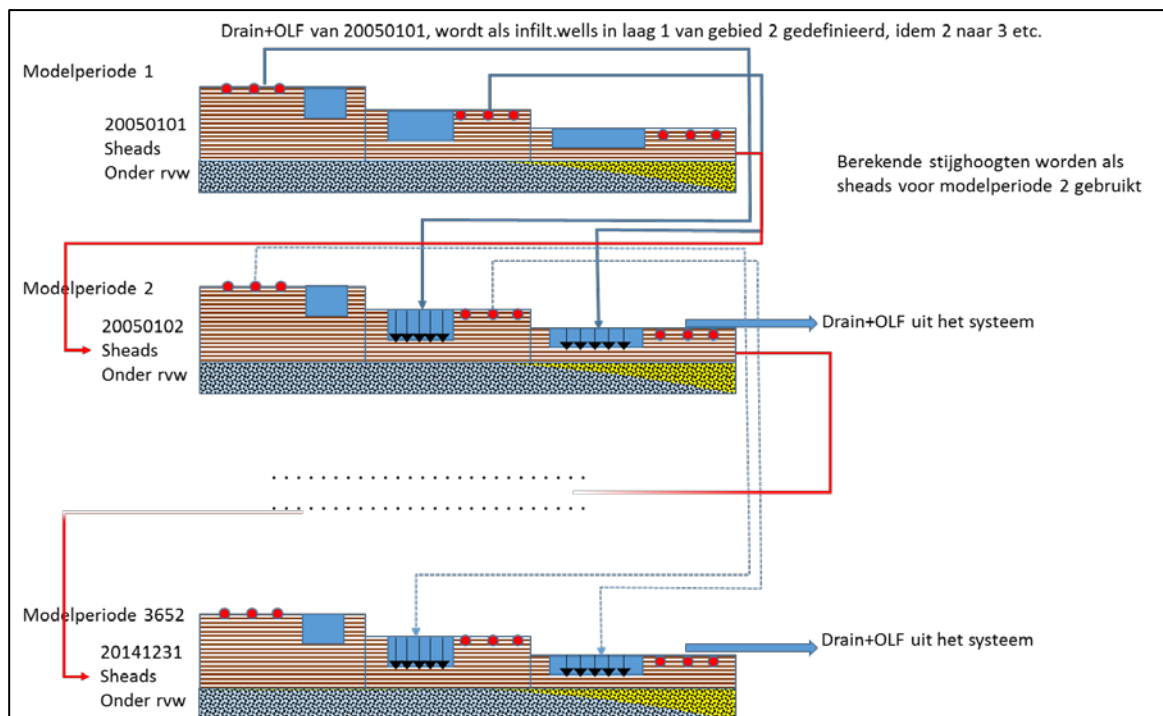 Drain+OLF van 20050101, wordt als infilt.wells in laag 1 van gebied 2 gedefinieerd, idem 2 naar 3 etc.
Modelperiode 1
20050101
Sheads
Onder rvw
Berekende stijghoogten worden als
sheads voor modelperiode 2 gebruikt
Modelperiode 2
20050102
Sheads
Onder rvw
Drain+OLF uit het systeem
Modelperiode 3652
20141231
Sheads
Onder rvw
Drain+OLF uit het systeem